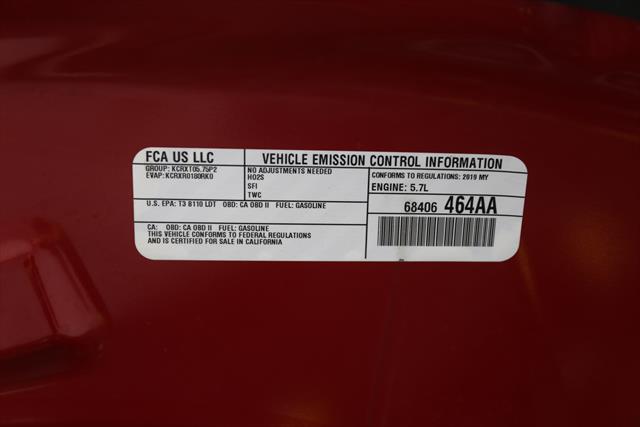 FCA US LLC
VEHICLE EMISSION CONTROL INFORMATION
GROUP: KCRXT05.75P2
EVAP: KCRXR0180RK0
NO ADJUSTMENTS NEEDED
HO2S
SFI
TWC
CONFORMS TO REGULATIONS: 2019 MY
ENGINE: 5.7L
U.S. EPA: T3 B110 LDT OBD: CA OBD II FUEL: GASOLINE
68406 464AA
CA: OBD: CA OBD II FUEL: GASOLINE
THIS VEHICLE CONFORMS TO FEDERAL REGULATIONS
AND IS CERTIFIED FOR SALE IN CALIFORNIA